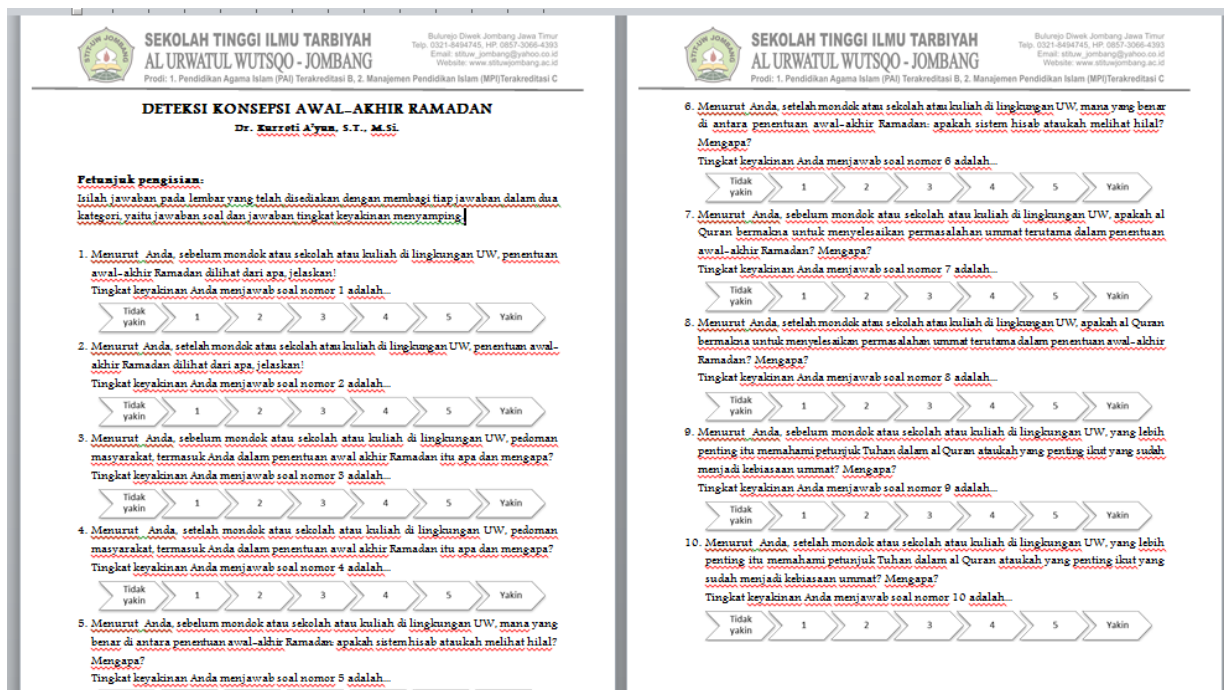 SEKOLAH TINGGI ILMU TARBIYAH
AL URWATUL WUTSQO - JOMBANG
Bulurejo Diwek Jombang Jawa Timur
Telp. 0321-8494745, HP. 0857-3066-4393
Email: stituw_jombang@yahoo.co.id
Website: www.stituwjombang.ac.id
Prodi: 1. Pendidikan Agama Islam (PAI) Terakreditasi B, 2. Manajemen Pendidikan Islam (MPI)Terakreditasi C
DETEKSI KONSEPSI AWAL-AKHIR RAMADAN
Dr. Kurroti A'yun, S.T., M.Si.
Petunjuk pengisian:
Isilah jawaban pada lembar yang telah disediakan dengan membagi tiap jawaban dalam dua
kategori, yaitu jawaban soal dan jawaban tingkat keyakinan menyamping.
1. Menurut Anda, sebelum mondok atau sekolah atau kuliah di lingkungan UW, penentuan
awal-akhir Ramadan dilihat dari apa, jelaskan!
Tingkat keyakinan Anda menjawab soal nomor 1 adalah...
Tidak yakin 1 2 3 4 5 Yakin
2. Menurut Anda, setelah mondok atau sekolah atau kuliah di lingkungan UW, penentuan awal-
akhir Ramadan dilihat dari apa, jelaskan!
Tingkat keyakinan Anda menjawab soal nomor 2 adalah...
Tidak yakin 1 2 3 4 5 Yakin
3. Menurut Anda, sebelum mondok atau sekolah atau kuliah di lingkungan UW, pedoman
masyarakat, termasuk Anda dalam penentuan awal akhir Ramadan itu apa dan mengapa?
Tingkat keyakinan Anda menjawab soal nomor 3 adalah...
Tidak yakin 1 2 3 4 5 Yakin
4. Menurut Anda, setelah mondok atau sekolah atau kuliah di lingkungan UW, pedoman
masyarakat, termasuk Anda dalam penentuan awal akhir Ramadan itu apa dan mengapa?
Tingkat keyakinan Anda menjawab soal nomor 4 adalah...
Tidak yakin 1 2 3 4 5 Yakin
5. Menurut Anda, sebelum mondok atau sekolah atau kuliah di lingkungan UW, mana yang
benar di antara penentuan awal-akhir Ramadan: apakah sistem hisab ataukah melihat hilal?
Mengapa?
Tingkat keyakinan Anda menjawab soal nomor 5 adalah...
SEKOLAH TINGGI ILMU TARBIYAH
AL URWATUL WUTSQO - JOMBANG
Bulurejo Diwek Jombang Jawa Timur
Telp. 0321-8494745, HP. 0857-3066-4393
Email: stituw_jombang@yahoo.co.id
Website: www.stituwjombang.ac.id
Prodi: 1. Pendidikan Agama Islam (PAI) Terakreditasi B, 2. Manajemen Pendidikan Islam (MPI)Terakreditasi C
6. Menurut Anda, setelah mondok atau sekolah atau kuliah di lingkungan UW, mana yang benar
di antara penentuan awal-akhir Ramadan: apakah sistem hisab ataukah melihat hilal?
Mengapa?
Tingkat keyakinan Anda menjawab soal nomor 6 adalah...
Tidak yakin 1 2 3 4 5 Yakin
7. Menurut Anda, sebelum mondok atau sekolah atau kuliah di lingkungan UW, apakah al
Quran bermakna untuk menyelesaikan permasalahan ummat terutama dalam penentuan
awal-akhir Ramadan? Mengapa?
Tingkat keyakinan Anda menjawab soal nomor 7 adalah...
Tidak yakin 1 2 3 4 5 Yakin
8. Menurut Anda, setelah mondok atau sekolah atau kuliah di lingkungan UW, apakah al Quran
bermakna untuk menyelesaikan permasalahan ummat terutama dalam penentuan awal-akhir
Ramadan? Mengapa?
Tingkat keyakinan Anda menjawab soal nomor 8 adalah...
Tidak yakin 1 2 3 4 5 Yakin
9. Menurut Anda, sebelum mondok atau sekolah atau kuliah di lingkungan UW, yang lebih
penting itu memahami petunjuk Tuhan dalam al Quran ataukah yang penting ikut yang sudah
menjadi kebiasaan ummat? Mengapa?
Tingkat keyakinan Anda menjawab soal nomor 9 adalah...
Tidak yakin 1 2 3 4 5 Yakin
10. Menurut Anda, setelah mondok atau sekolah atau kuliah di lingkungan UW, yang lebih
penting itu memahami petunjuk Tuhan dalam al Quran ataukah yang penting ikut yang
sudah menjadi kebiasaan ummat? Mengapa?
Tingkat keyakinan Anda menjawab soal nomor 10 adalah...
Tidak yakin 1 2 3 4 5 Yakin